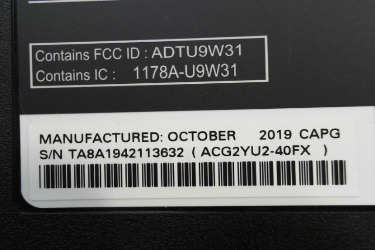 Contains FCC ID : ADTU9W31
Contains IC : 1178A-U9W31
MANUFACTURED: OCTOBER 2019 CAPG
S/N TA8A1942113632 ( ACG2YU2-40FX )